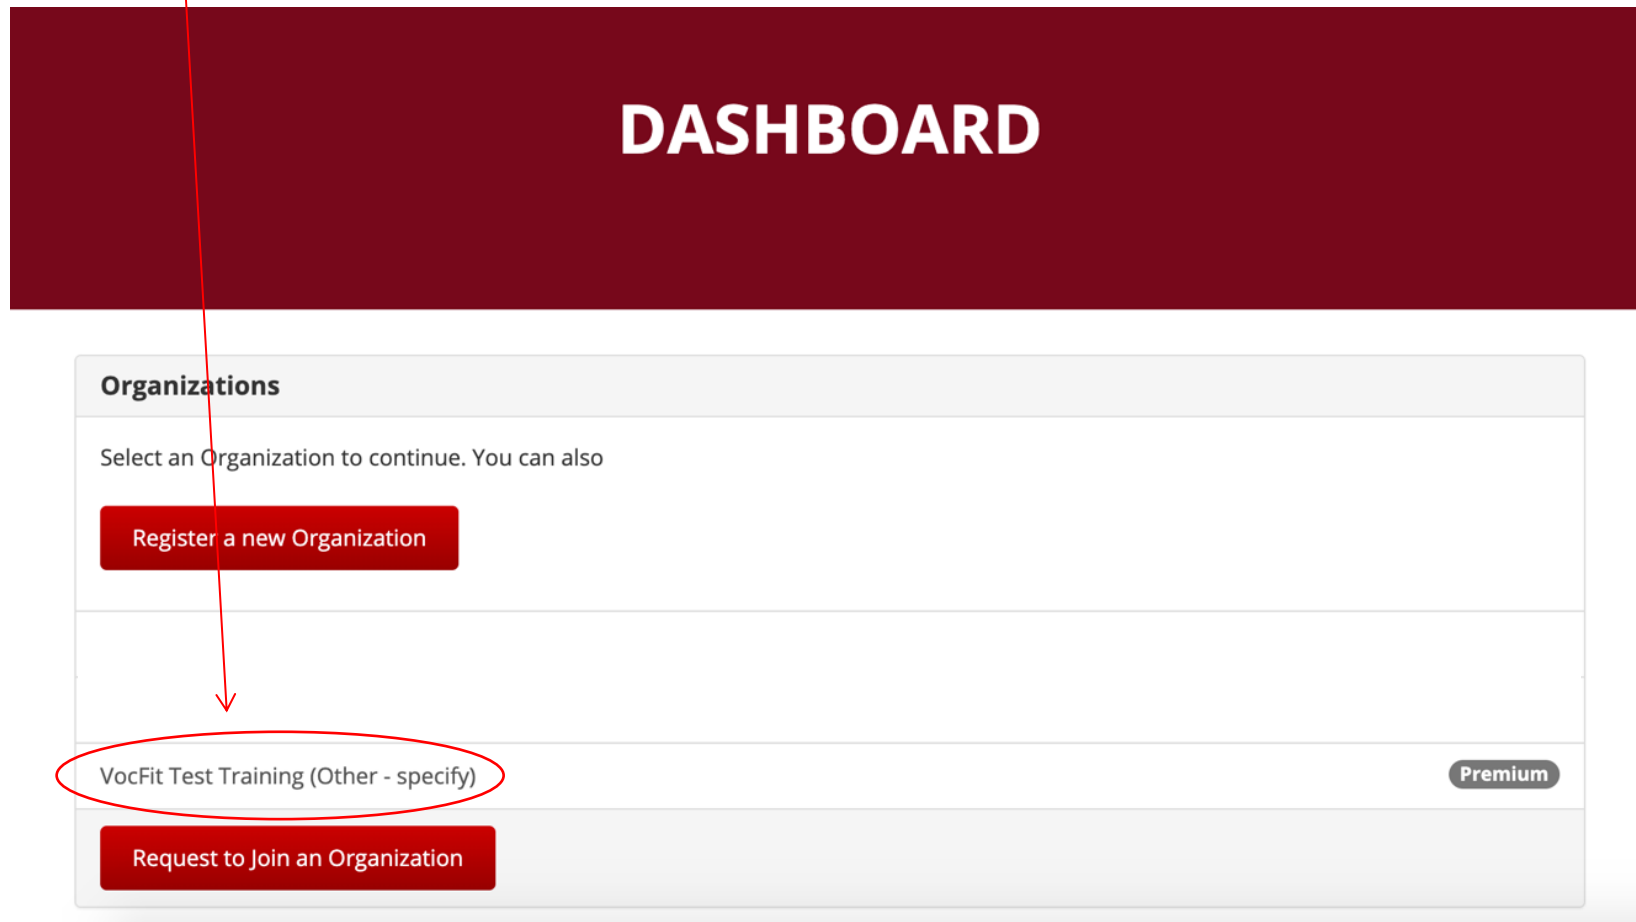 DASHBOARD
Organizations
Select an Organization to continue. You can also
Register a new Organization
VocFit Test Training (Other - specify)
Premium
Request to Join an Organization